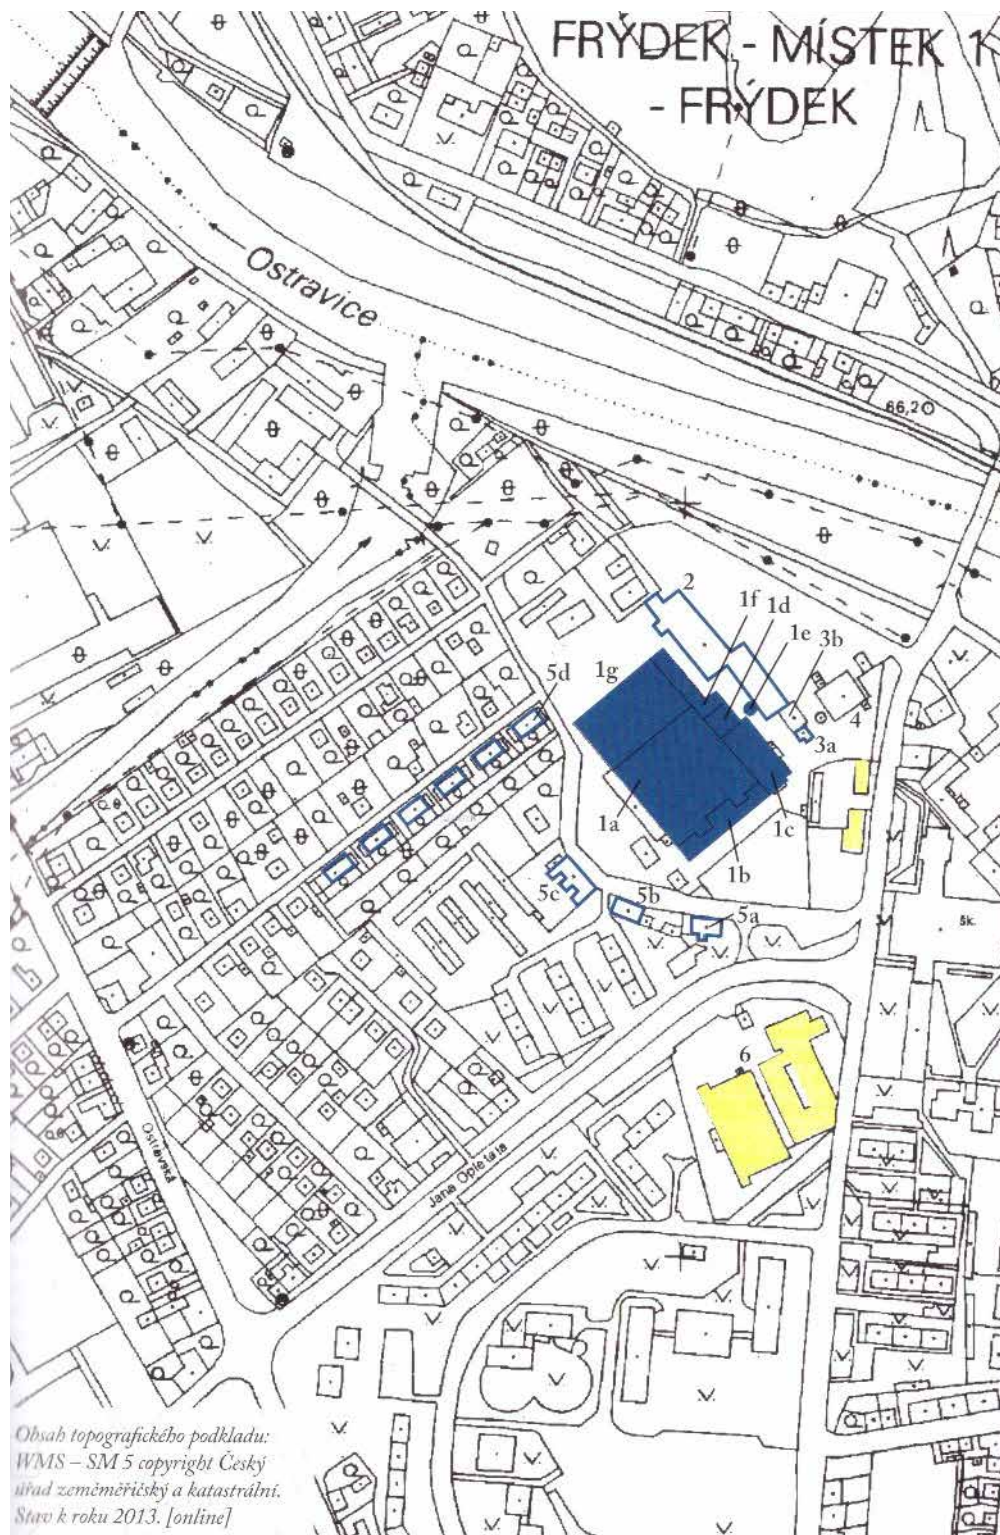 FRÝDEK - MÍSTEK 1
- FRÝDEK
Ostravice
66,2
2
1f 1d
1e
3b
1g
5d
4
3a
1a
1c
1b
5c
5b
5a
šk.
6
Ostravská
Jana Opletala
Obsah topografického podkladu:
WMS – SM 5 copyright Český
úřad zeměměřičský a katastrální.
Stav k roku 2013. [online]